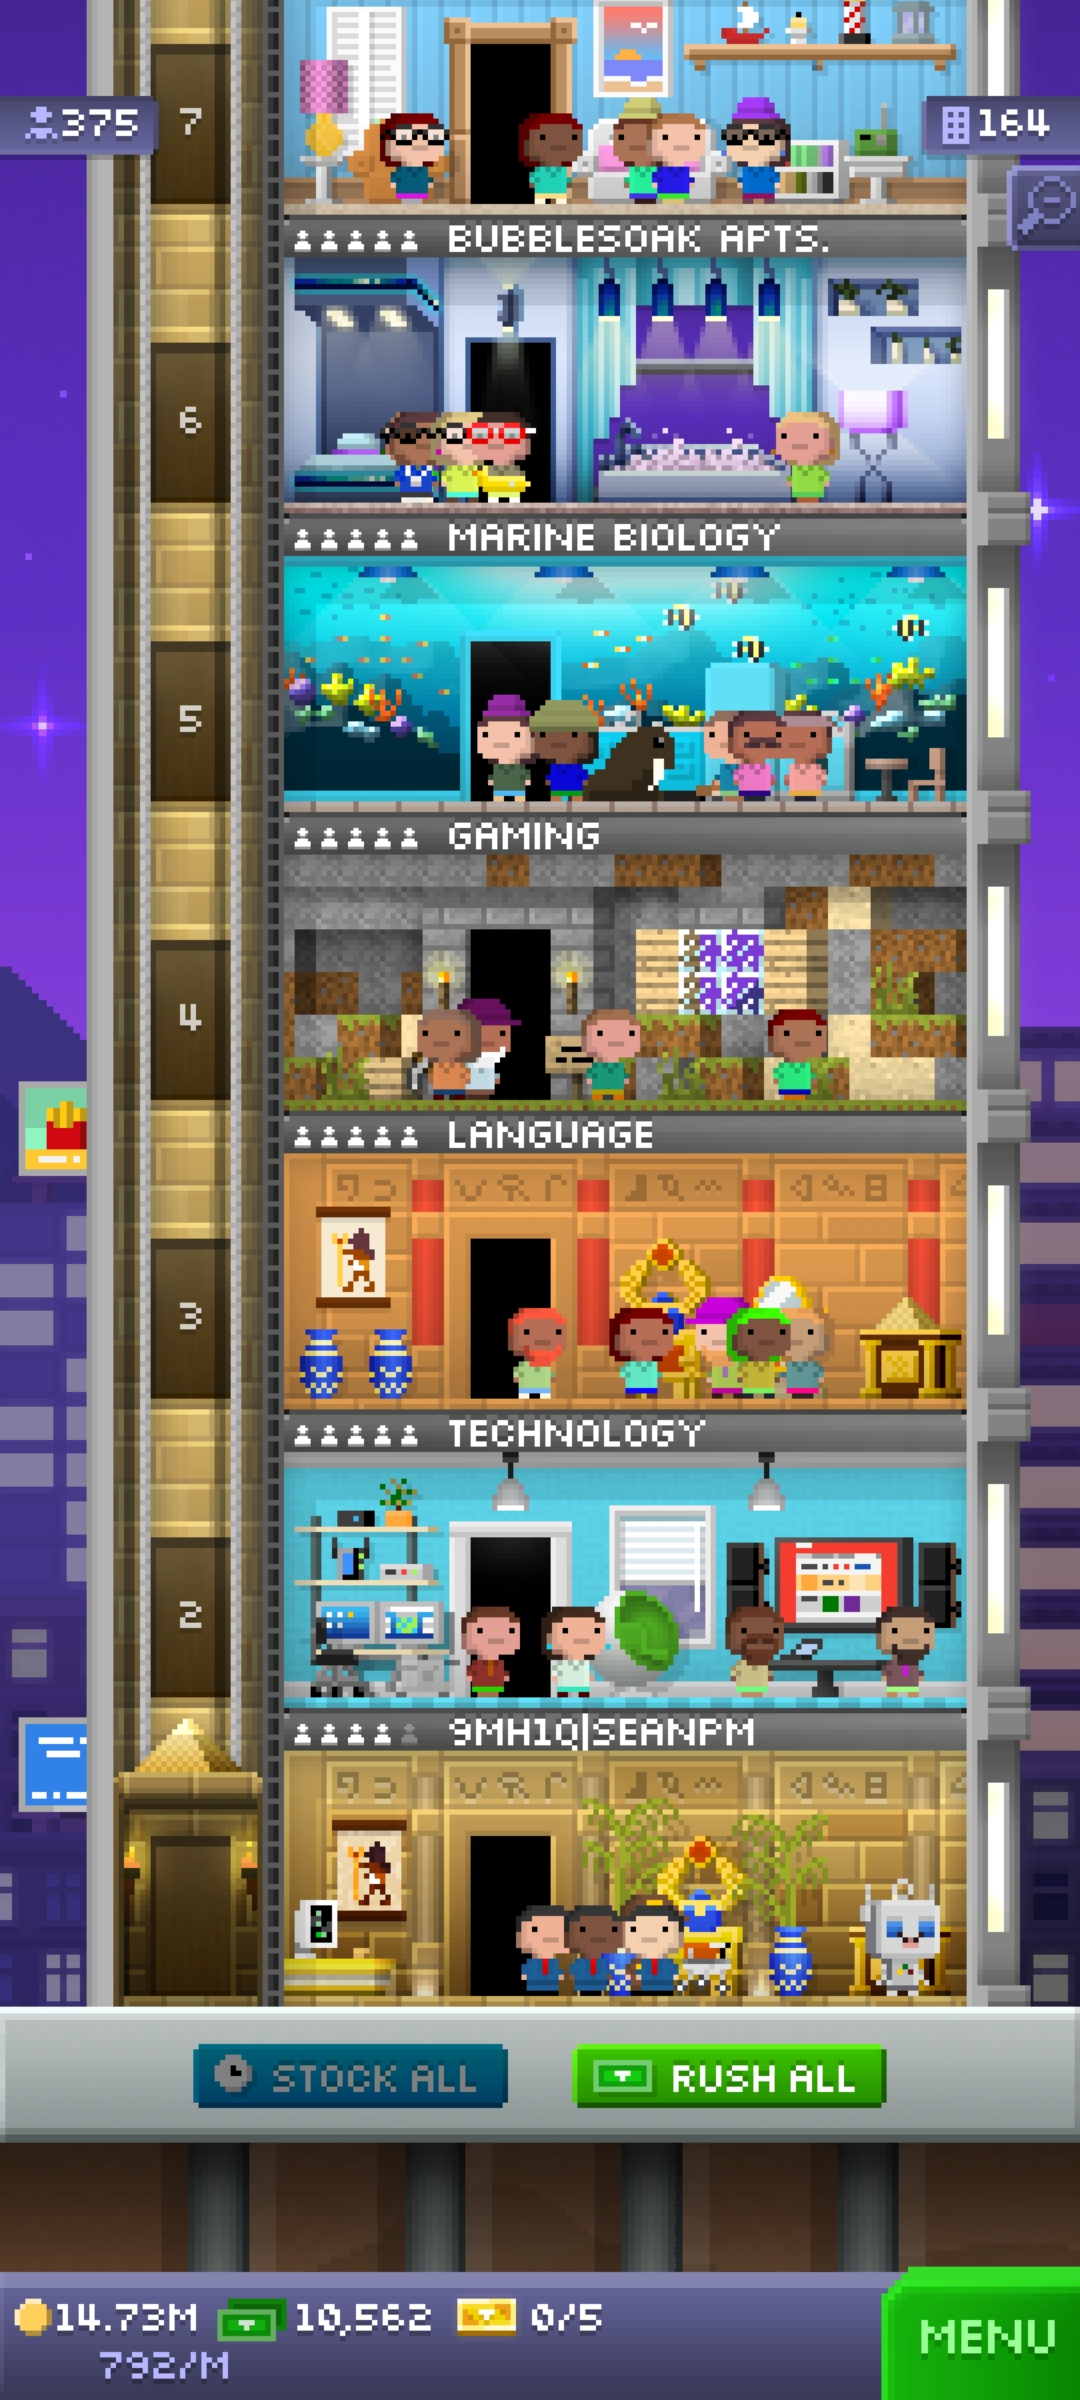 375
7
164
BUBBLESOAK APTS.
6
MARINE BIOLOGY
5
GAMING
4
LANGUAGE
3
TECHNOLOGY
2
9MH1Q|SEANPM
STOCK ALL
RUSH ALL
14.73M
10,562
0/5
792/M
MENU